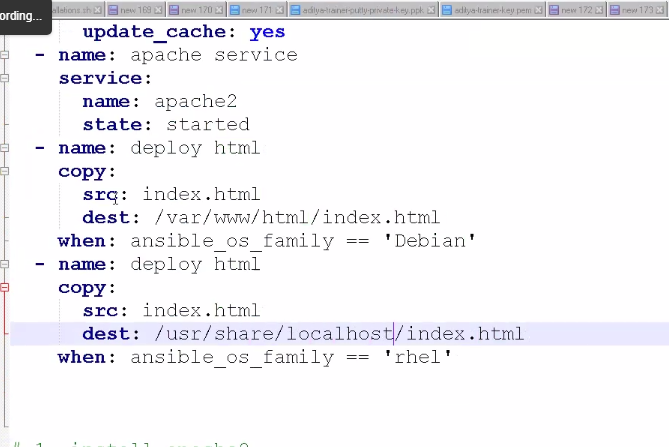 ording...
allations.sh new 169 new 170 new 171 aditya-trainer-putty-private-key.ppk aditya-trainer-key.pem new 172 new 173
update_cache: yes
- name: apache service
service:
name: apache2
state: started
- name: deploy html
copy:
src: index.html
dest: /var/www/html/index.html
when: ansible_os_family == 'Debian'
- name: deploy html
copy:
src: index.html
dest: /usr/share/localhost/index.html
when: ansible_os_family == 'rhel'
# 1. install apache2